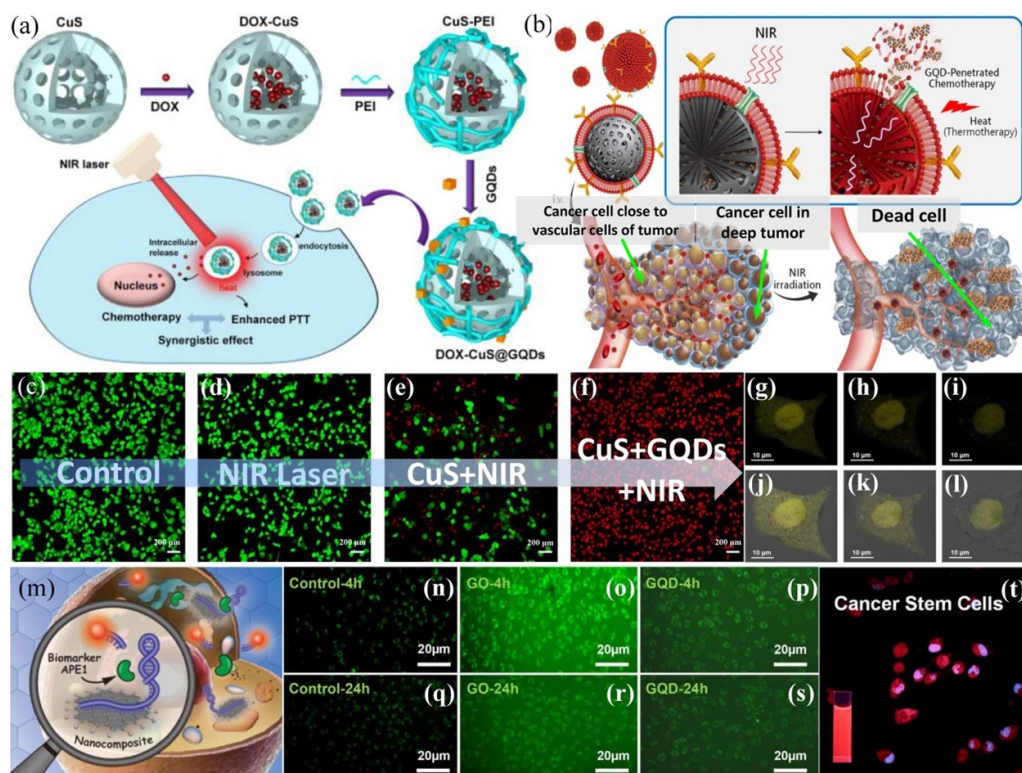 (a)
CuS
DOX-CuS
CuS-PEI
DOX
PEI
NIR laser
GQDs
Intracellular
release
endocytosis
lysosome
heat
Nucleus
Chemotherapy
Enhanced PTT
Synergistic effect
DOX-CuS@GQDs
(b)
NIR
GQD-Penetrated
Chemotherapy
Heat
(Thermotherapy)
i.v.
Cancer cell close to
vascular cells of tumor
Cancer cell in
deep tumor
Dead cell
NIR
irradiation
(c)
Control
200 μm
(d)
NIR Laser
200 μm
(e)
CuS+NIR
200 μm
(f)
CuS+GQDs
+NIR
200 μm
(g)
10 μm
(h)
10 μm
(i)
10 μm
(j)
10 μm
(k)
10 μm
(l)
10 μm
(m)
Biomarker
APE1
Nanocomposite
Control-4h
(n)
20μm
GO-4h
(o)
20μm
GQD-4h
(p)
20μm
Control-24h
(q)
20μm
GO-24h
(r)
20μm
GQD-24h
(s)
20μm
(t)
Cancer Stem Cells